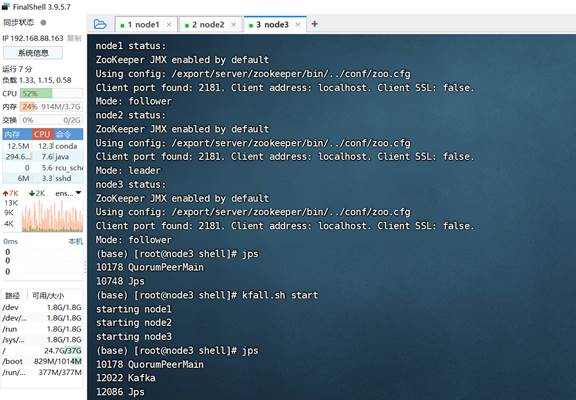 FinalShell 3.9.5.7
同步状态
1 node1
2 node2
3 node3
IP 192.168.88.163 复制
系统信息
运行 7 分
负载 1.33, 1.15, 0.58
CPU 52%
内存 24% 914M/3.7G
交换 0% 0/2G
内存 CPU 命令
12.5M 12.3 conda
294.6... 7.6 java
0 5.6 rcu_sche
6M 3.3 sshd
7K 2K ens...
13K
9K
4K
0ms 本机
0
0
0
路径 可用/大小
/dev 1.8G/1.8G
/dev/... 1.8G/1.8G
/run 1.8G/1.8G
/sys/... 1.8G/1.8G
/ 24.7G/37G
/boot 829M/1014M
/run/... 377M/377M
node1 status:
ZooKeeper JMX enabled by default
Using config: /export/server/zookeeper/bin/../conf/zoo.cfg
Client port found: 2181. Client address: localhost. Client SSL: false.
Mode: follower
node2 status:
ZooKeeper JMX enabled by default
Using config: /export/server/zookeeper/bin/../conf/zoo.cfg
Client port found: 2181. Client address: localhost. Client SSL: false.
Mode: leader
node3 status:
ZooKeeper JMX enabled by default
Using config: /export/server/zookeeper/bin/../conf/zoo.cfg
Client port found: 2181. Client address: localhost. Client SSL: false.
Mode: follower
(base) [root@node3 shell]# jps
10178 QuorumPeerMain
10748 Jps
(base) [root@node3 shell]# kfall.sh start
starting node1
starting node2
starting node3
(base) [root@node3 shell]# jps
10178 QuorumPeerMain
12022 Kafka
12086 Jps